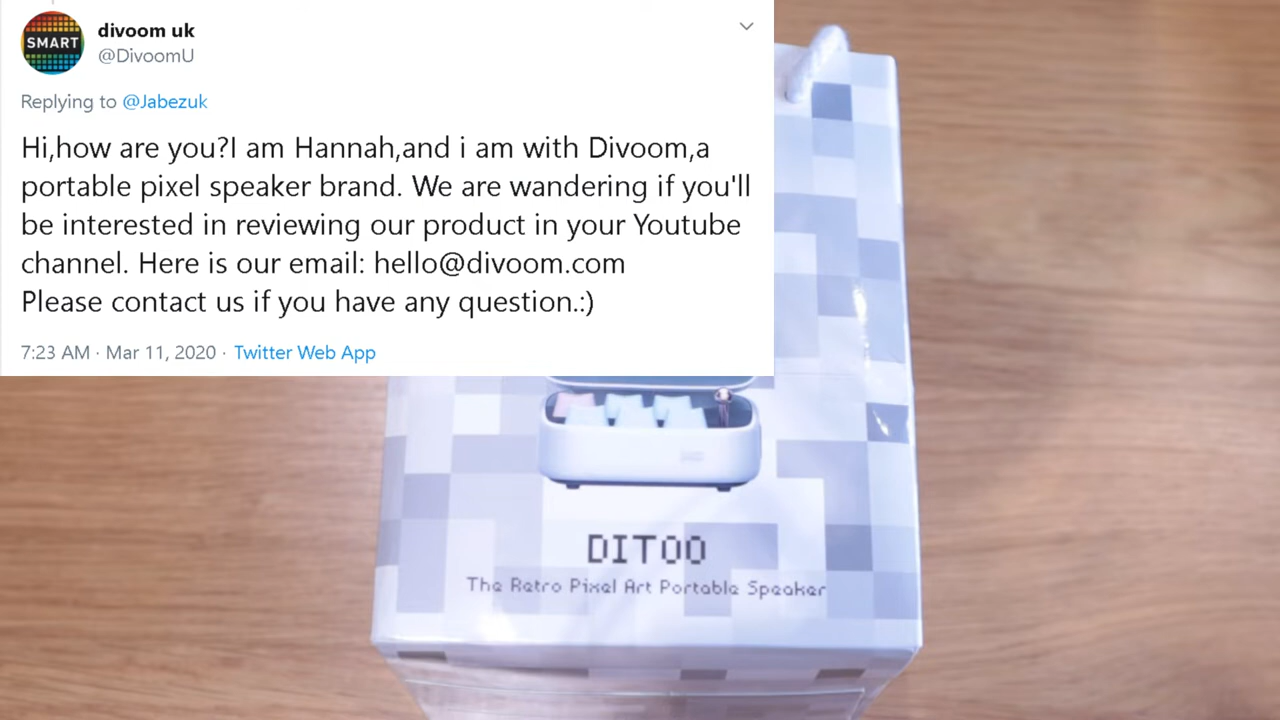 SMART
divoom uk
@DivoomU
Replying to @Jabezuk
Hi,how are you?I am Hannah,and i am with Divoom,a
portable pixel speaker brand. We are wandering if you'll
be interested in reviewing our product in your Youtube
channel. Here is our email: hello@divoom.com
Please contact us if you have any question.:)
7:23 AM · Mar 11, 2020 · Twitter Web App
DITOO
The Retro Pixel Art Portable Speaker